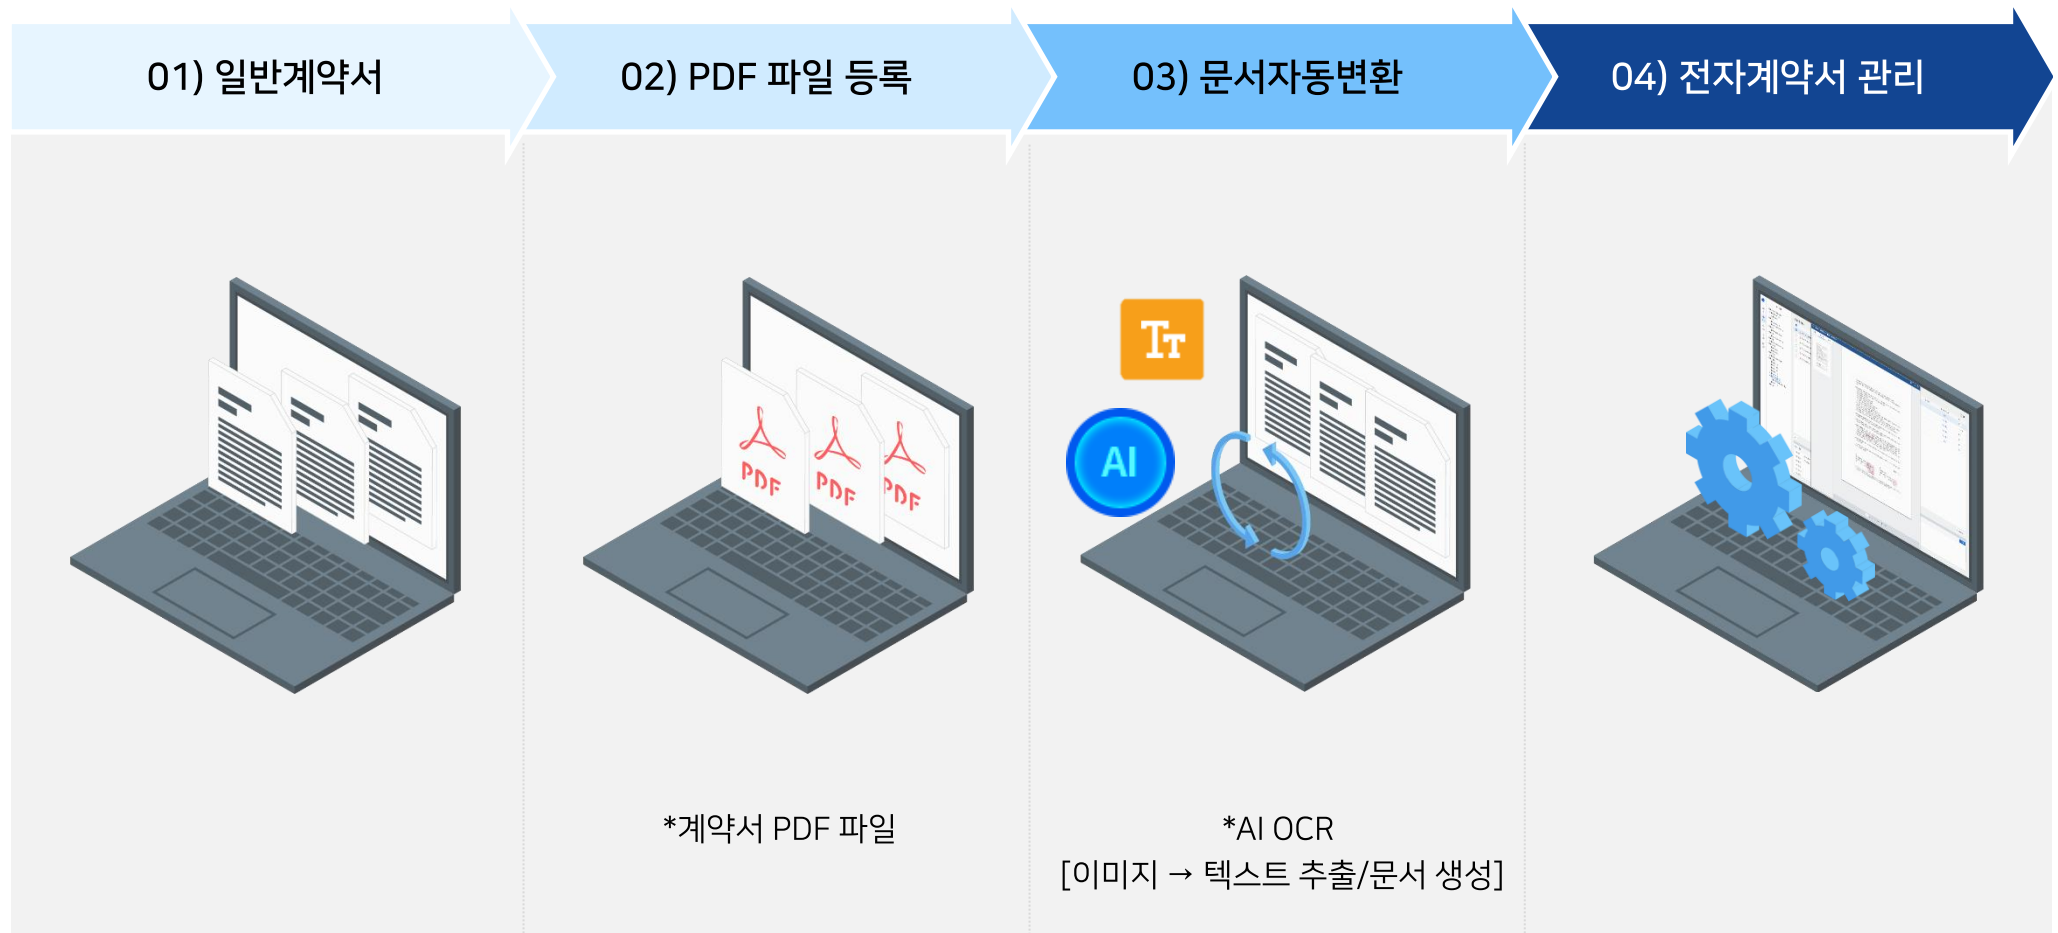 01) 일반계약서
02) PDF 파일 등록
03) 문서자동변환
04) 전자계약서 관리
PDF
PDF
PDF
TT
AI
*계약서 PDF 파일
*AI OCR
[이미지 → 텍스트 추출/문서 생성]